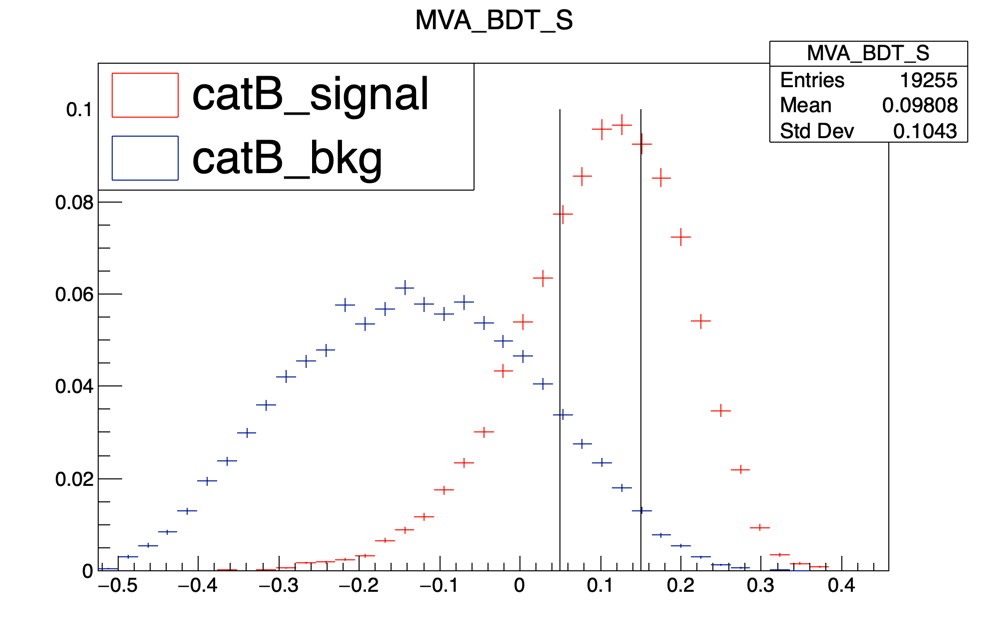 MVA_BDT_S
MVA_BDT_S
Entries 19255
Mean 0.09808
Std Dev 0.1043
catB_signal
catB_bkg
0.1
0.08
0.06
0.04
0.02
0
−0.5 −0.4 −0.3 −0.2 −0.1 0 0.1 0.2 0.3 0.4